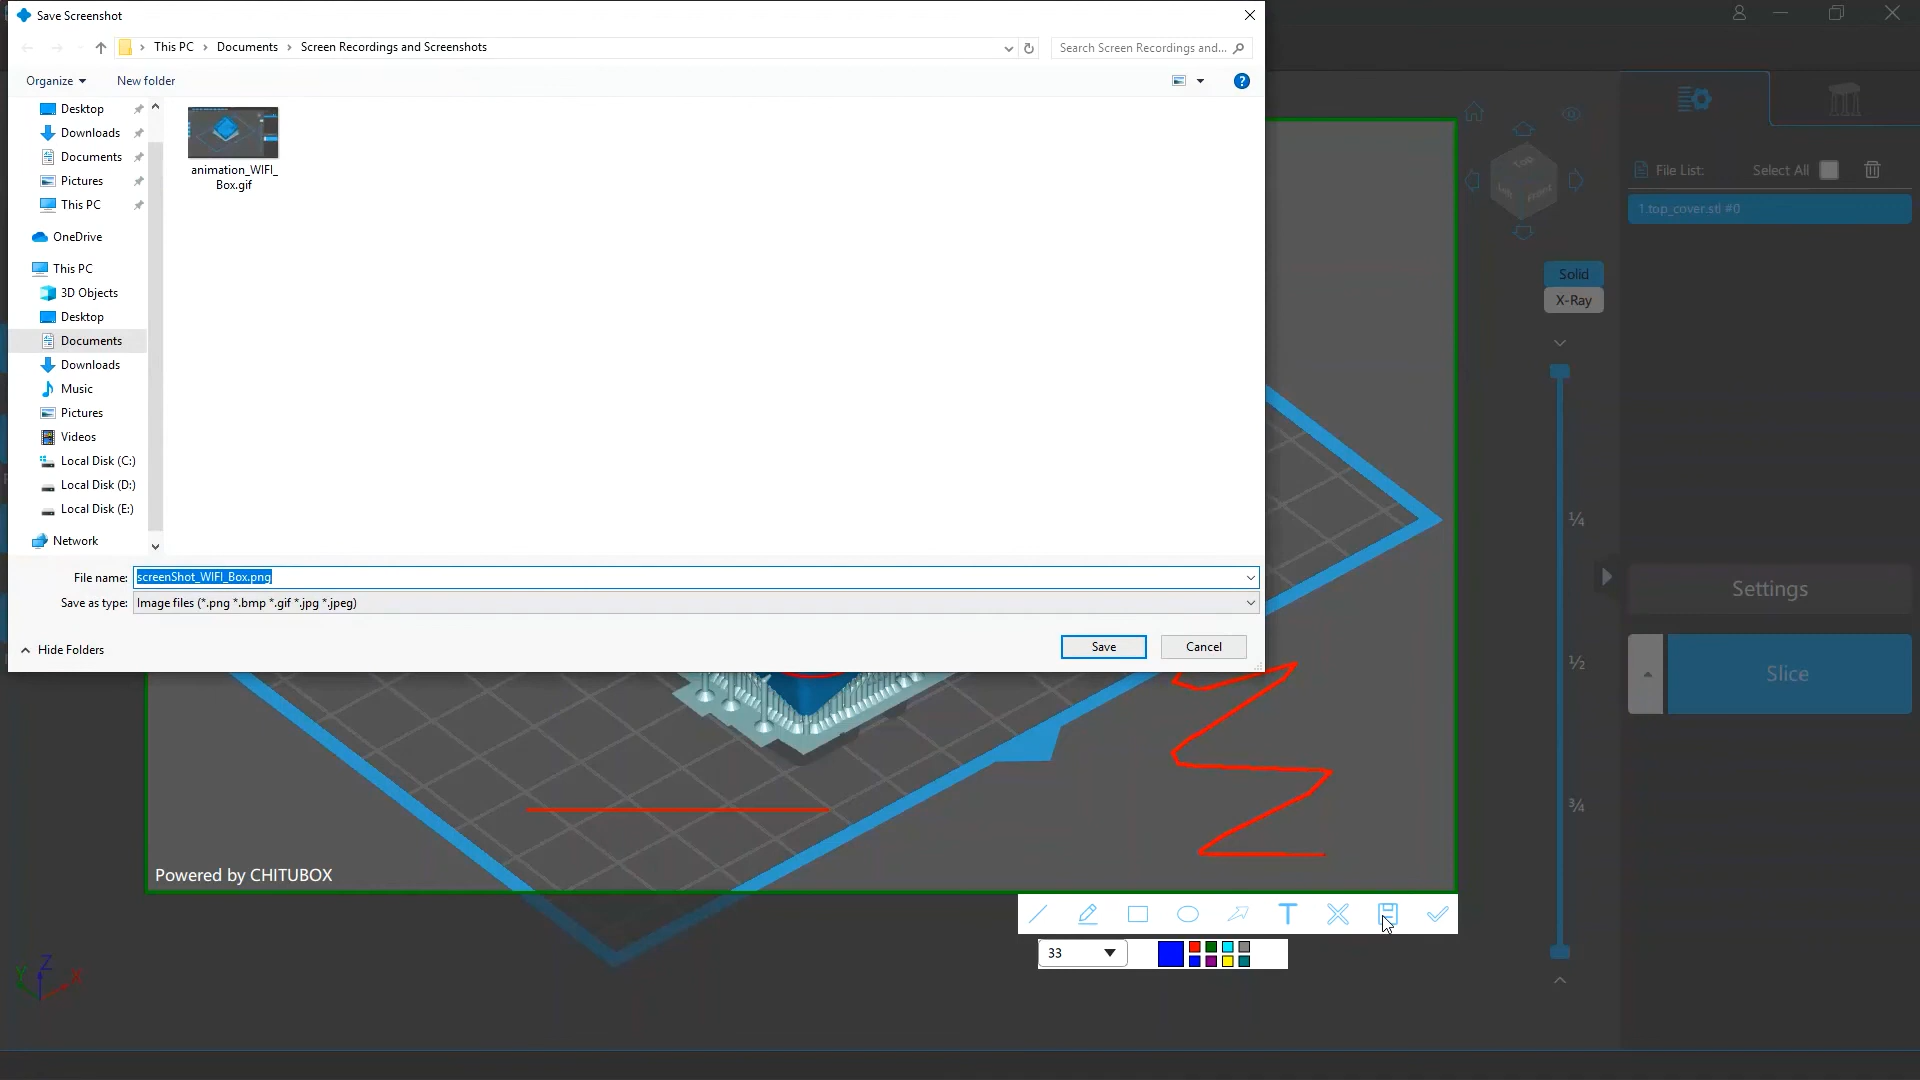 Save Screenshot
This PC > Documents > Screen Recordings and Screenshots
Search Screen Recordings and...
Organize
New folder
Desktop
Downloads
Documents
Pictures
This PC
OneDrive
This PC
3D Objects
Desktop
Documents
Downloads
Music
Pictures
Videos
Local Disk (C:)
Local Disk (D:)
Local Disk (E:)
Network
animation_WIFI_
Box.gif
File name: screenShot_WIFI_Box.png
Save as type: Image files (*.png *.bmp *.gif *.jpg *.jpeg)
Hide Folders
Save
Cancel
Top
Left
Front
File List:
Select All
1.top_cover.stl #0
Solid
X-Ray
1/4
1/2
3/4
Settings
Slice
Powered by CHITUBOX
T
33
Z
Y
X